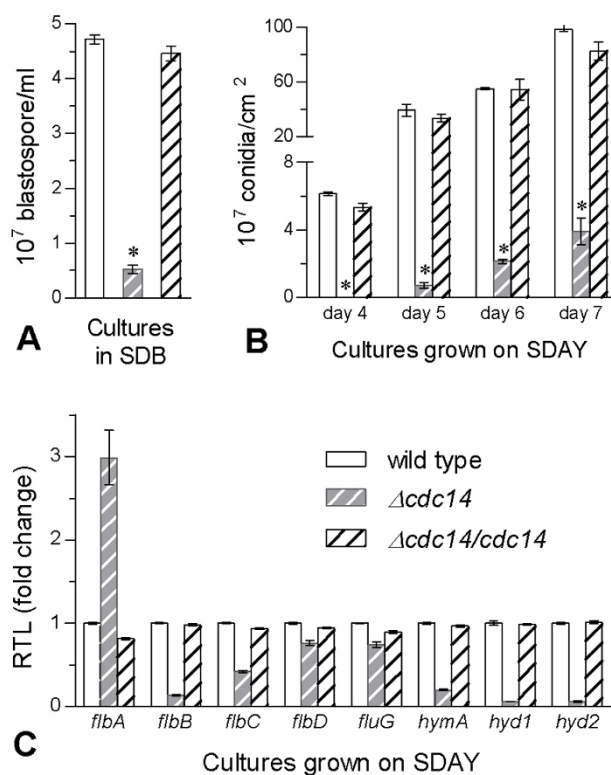 10⁷ blastospore/ml
5
4
3
2
1
0
*
Cultures
in SDB
A
10⁷ conidia/cm²
100
60
20
6
4
2
0
*
*
*
*
day 4 day 5 day 6 day 7
Cultures grown on SDAY
B
RTL (fold change)
3
2
1
0
wild type
Δcdc14
Δcdc14/cdc14
flbA flbB flbC flbD fluG hymA hyd1 hyd2
Cultures grown on SDAY
C